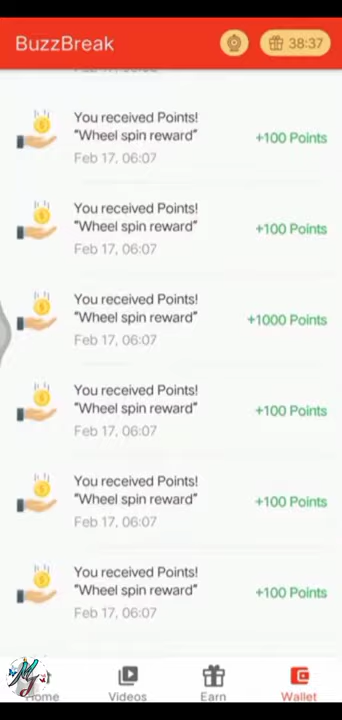 BuzzBreak
38:37
You received Points!
"Wheel spin reward"
+100 Points
Feb 17, 06:07
You received Points!
"Wheel spin reward"
+100 Points
Feb 17, 06:07
You received Points!
"Wheel spin reward"
+1000 Points
Feb 17, 06:07
You received Points!
"Wheel spin reward"
+100 Points
Feb 17, 06:07
You received Points!
"Wheel spin reward"
+100 Points
Feb 17, 06:07
You received Points!
"Wheel spin reward"
+100 Points
Feb 17, 06:07
Videos
Earn
Wallet